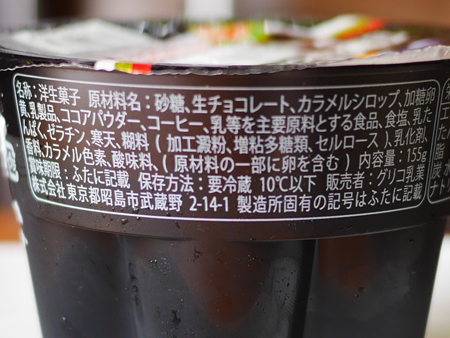 名称:洋生菓子 原材料名:砂糖、生チョコレート、カラメルシロップ、加糖卵
黄、乳製品、ココアパウダー、コーヒー、乳等を主要原料とする食品、食塩、乳た
んぱく、ゼラチン、寒天、糊料(加工澱粉、増粘多糖類、セルロース)、乳化剤、
香料、カラメル色素、酸味料、(原材料の一部に卵を含む) 内容量:155g
賞味期限:ふたに記載 保存方法:要冷蔵 10℃以下 販売者:グリコ乳業
株式会社 東京都昭島市武蔵野 2-14-1 製造所固有の記号はふたに記載